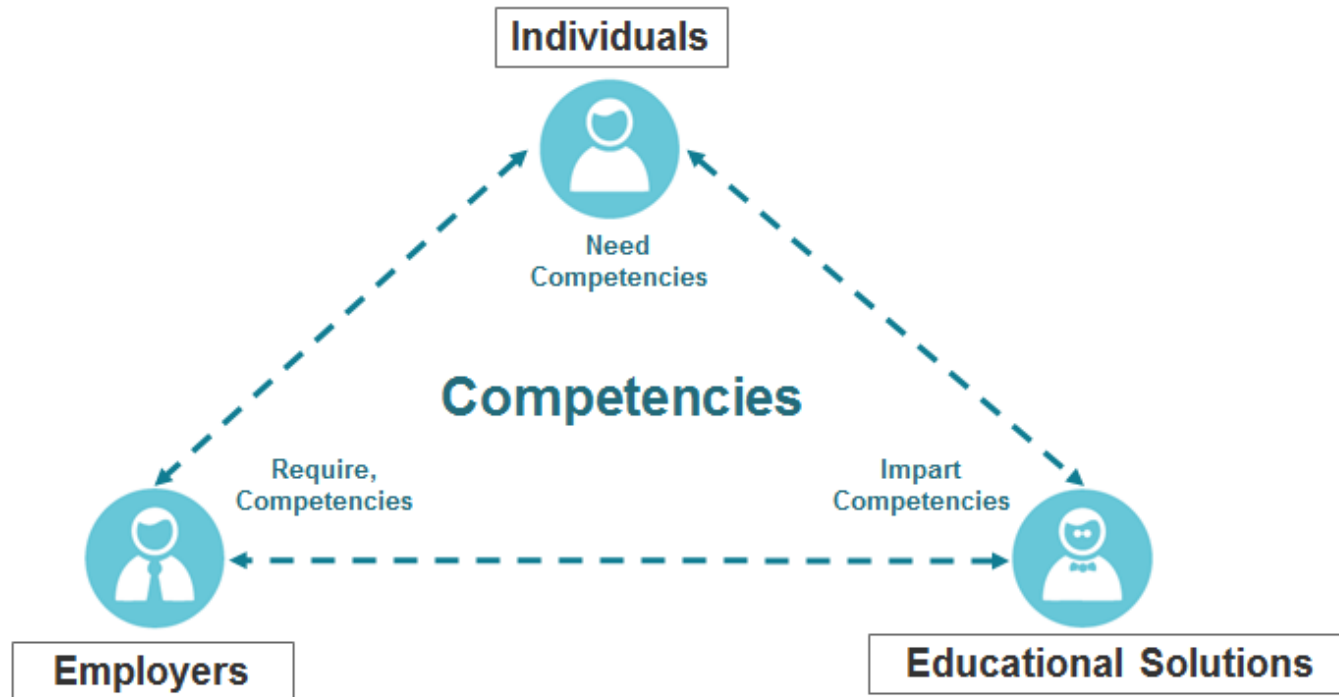 Individuals
Need
Competencies
Competencies
Require,
Competencies
Impart
Competencies
Employers
Educational Solutions